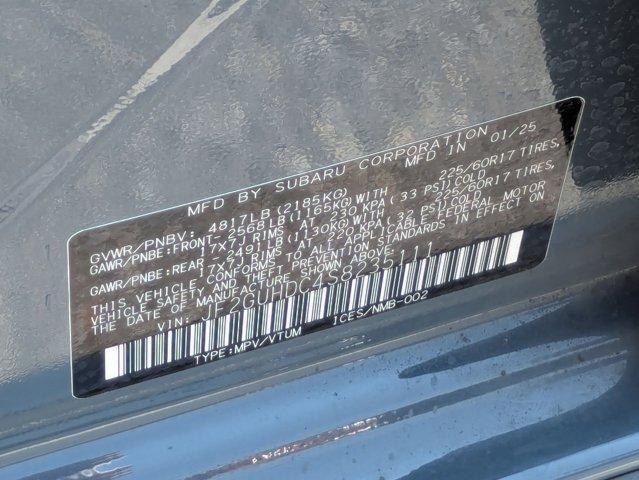 MFD BY SUBARU CORPORATION
MFD IN 01/25
GVWR/PNBV: 4817LB(2185KG)
GAWR/PNBE:FRONT-2568LB(1165KG)WITH 225/60R17 TIRES,
17X7J RIMS AT 230 KPA (33 PSI)COLD
GAWR/PNBE:REAR -2491LB(1130KG)WITH 225/60R17 TIRES,
17X7J RIMS AT 220 KPA (32 PSI)COLD
THIS VEHICLE CONFORMS TO ALL APPLICABLE FEDERAL MOTOR
VEHICLE SAFETY AND THEFT PREVENTION STANDARDS IN EFFECT ON
THE DATE OF MANUFACTURE SHOWN ABOVE.
VIN: JF2GUHDC4S8235111
TYPE:MPV/VTUM ICES/NMB-002